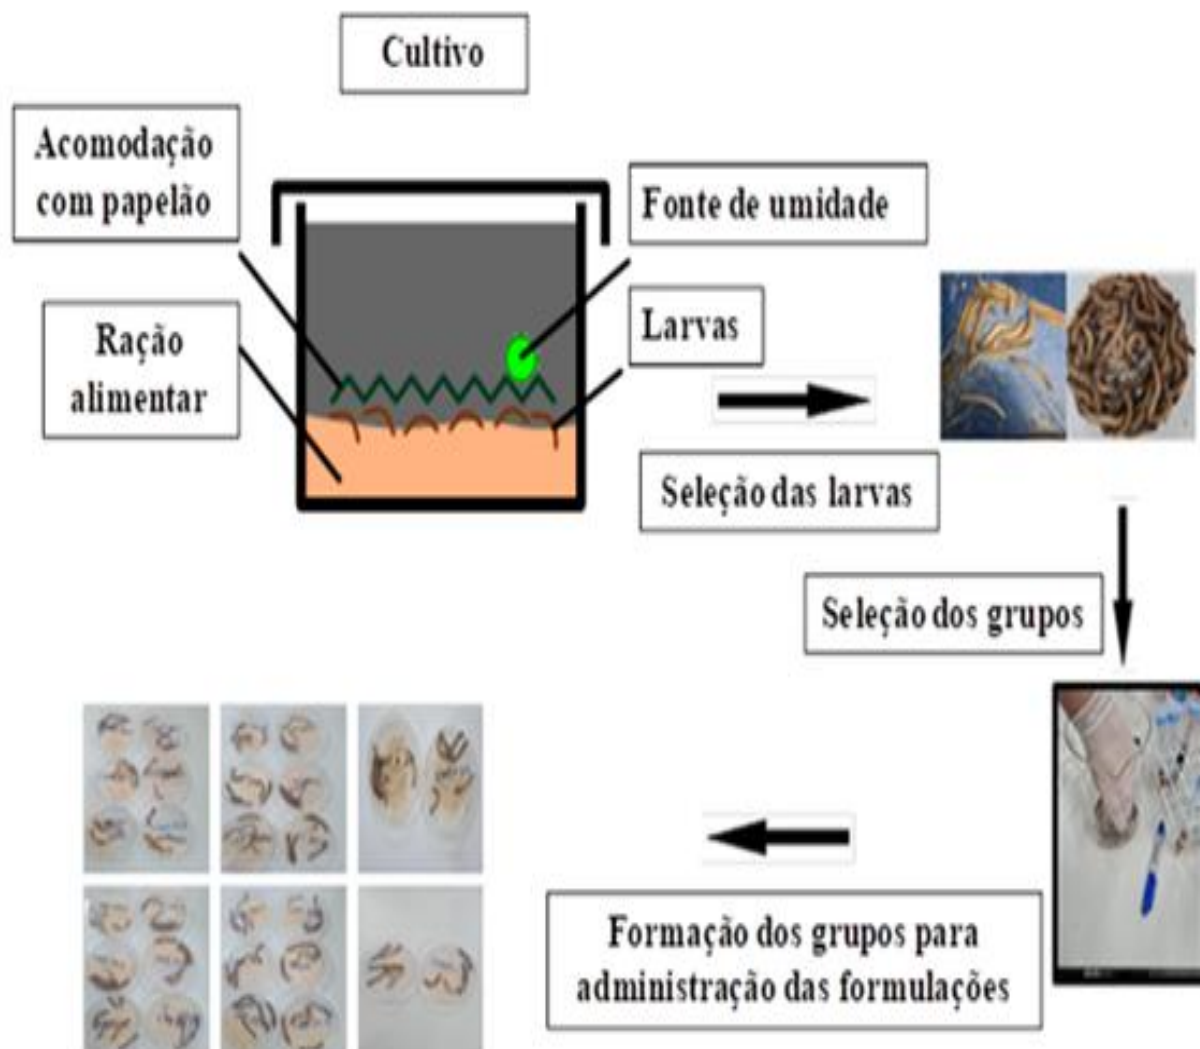 Cultivo
Acomodação
com papelão
Fonte de umidade
Ração
alimentar
Larvas
Seleção das larvas
Seleção dos grupos
Formação dos grupos para
administração das formulações